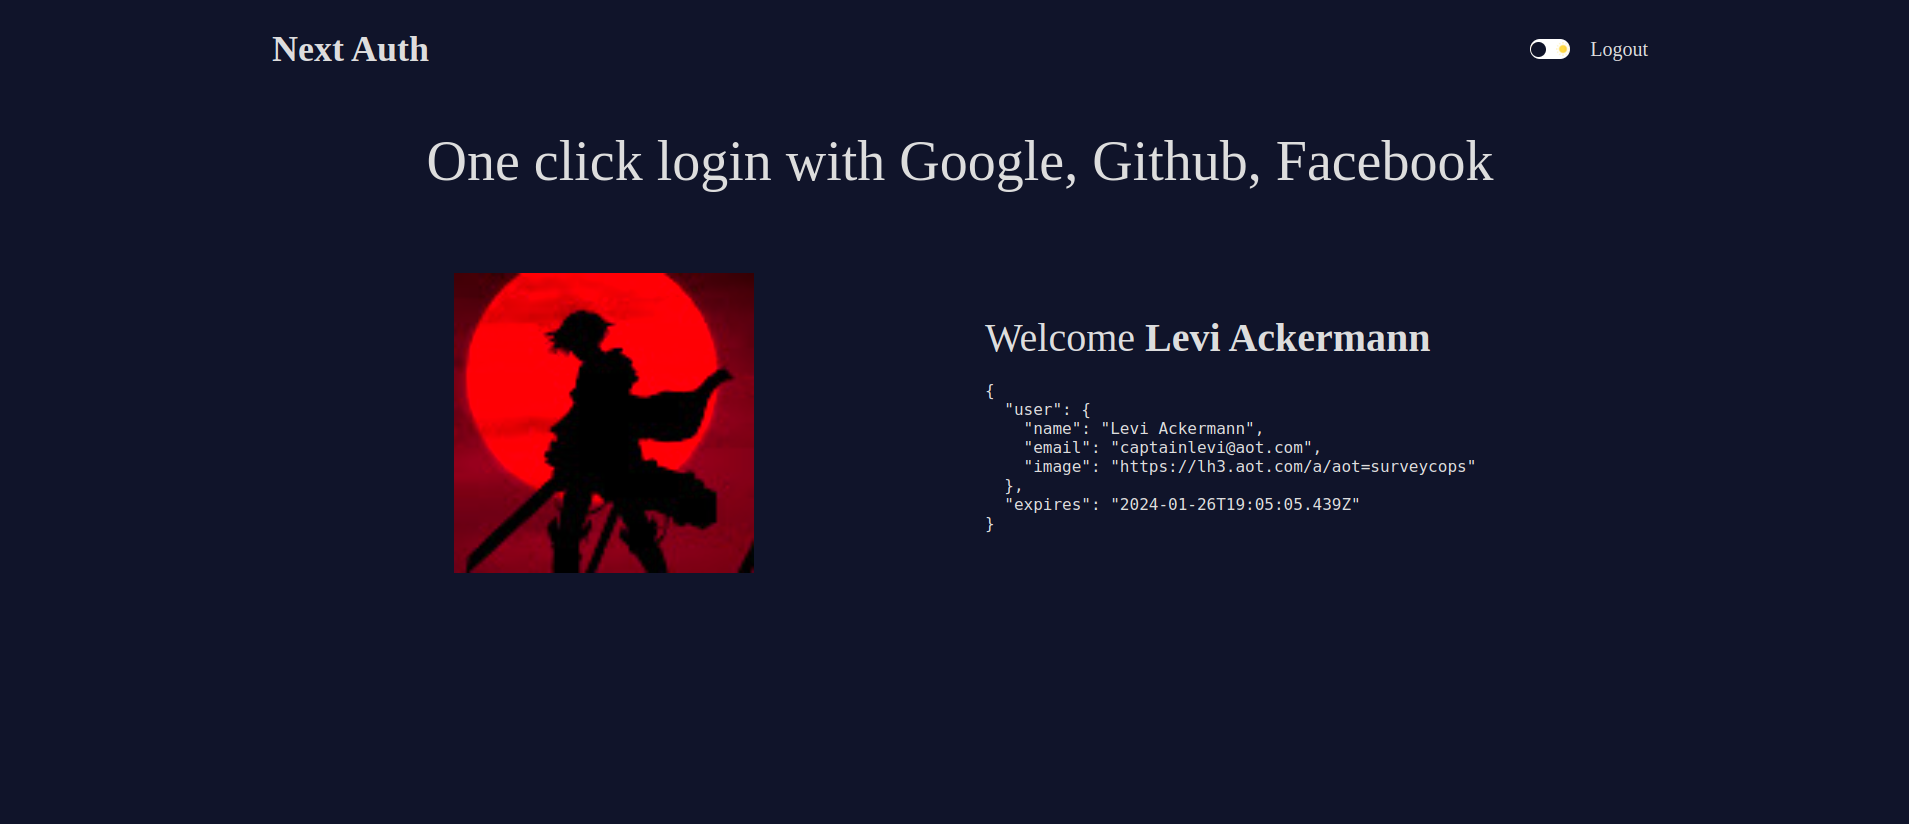 Next Auth
Logout
One click login with Google, Github, Facebook
Welcome Levi Ackermann
{
  "user": {
    "name": "Levi Ackermann",
    "email": "captainlevi@aot.com",
    "image": "https://lh3.aot.com/a/aot=surveycops"
  },
  "expires": "2024-01-26T19:05:05.439Z"
}